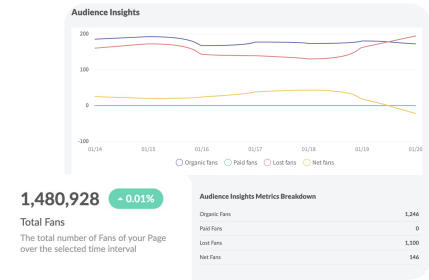 Audience Insights
200
100
0
-100
01/14 01/15 01/16 01/17 01/18 01/19 01/20
Organic fans Paid fans Lost fans Net fans
1,480,928 0.01%
Total Fans
The total number of Fans of your Page
over the selected time interval
Audience Insights Metrics Breakdown
Organic Fans 1,246
Paid Fans 0
Lost Fans 1,100
Net Fans 146